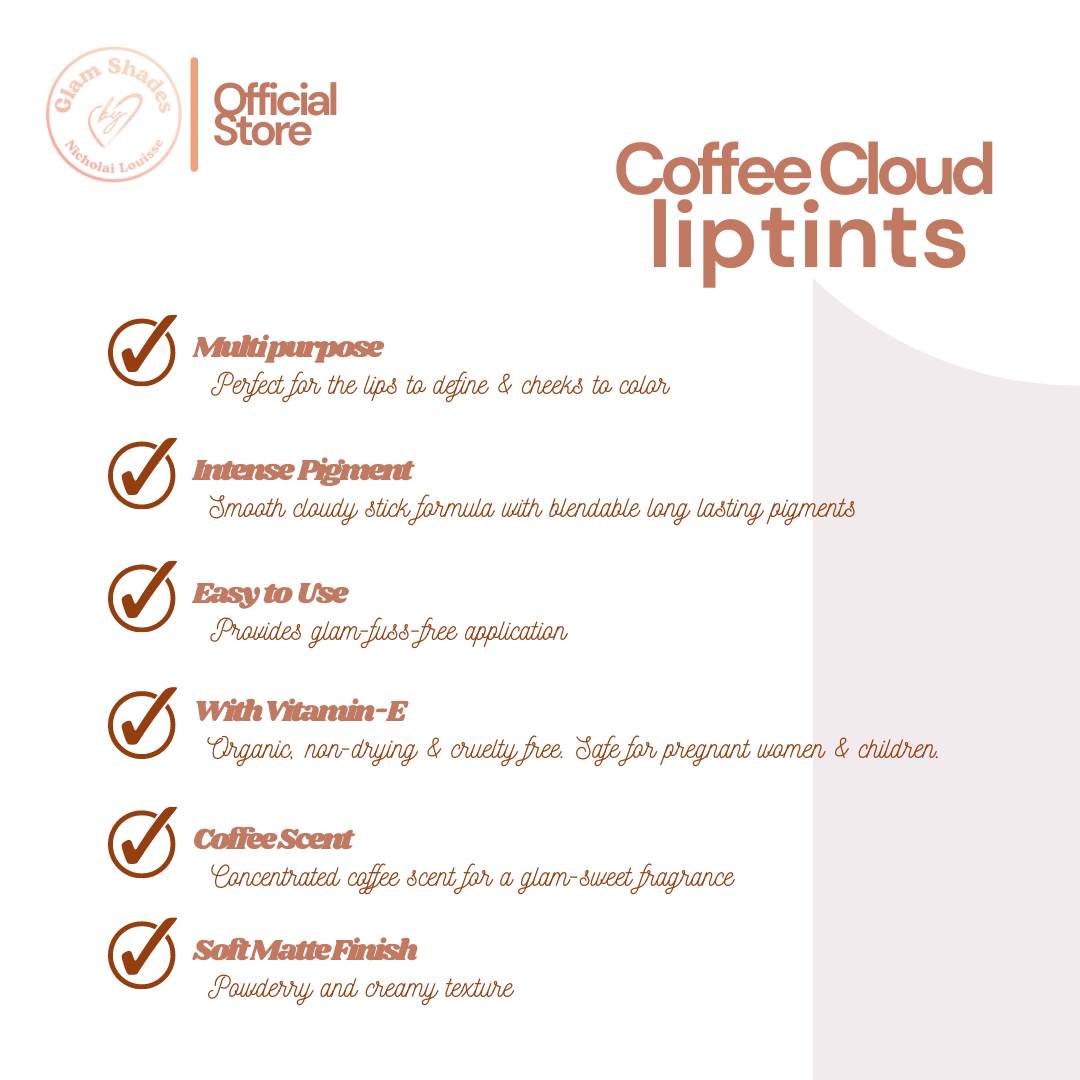 Glam Shades
by
Nicholai Louisse
Official
Store
Coffee Cloud
liptints
Multipurpose
Perfect for the lips to define & cheeks to color
Intense Pigment
Smooth cloudy stick formula with blendable long lasting pigments
Easy to Use
Provides glam-fuss-free application
With Vitamin-E
Organic, non-drying & cruelty free. Safe for pregnant women & children.
Coffee Scent
Concentrated coffee scent for a glam-sweet fragrance
Soft Matte Finish
Powderry and creamy texture